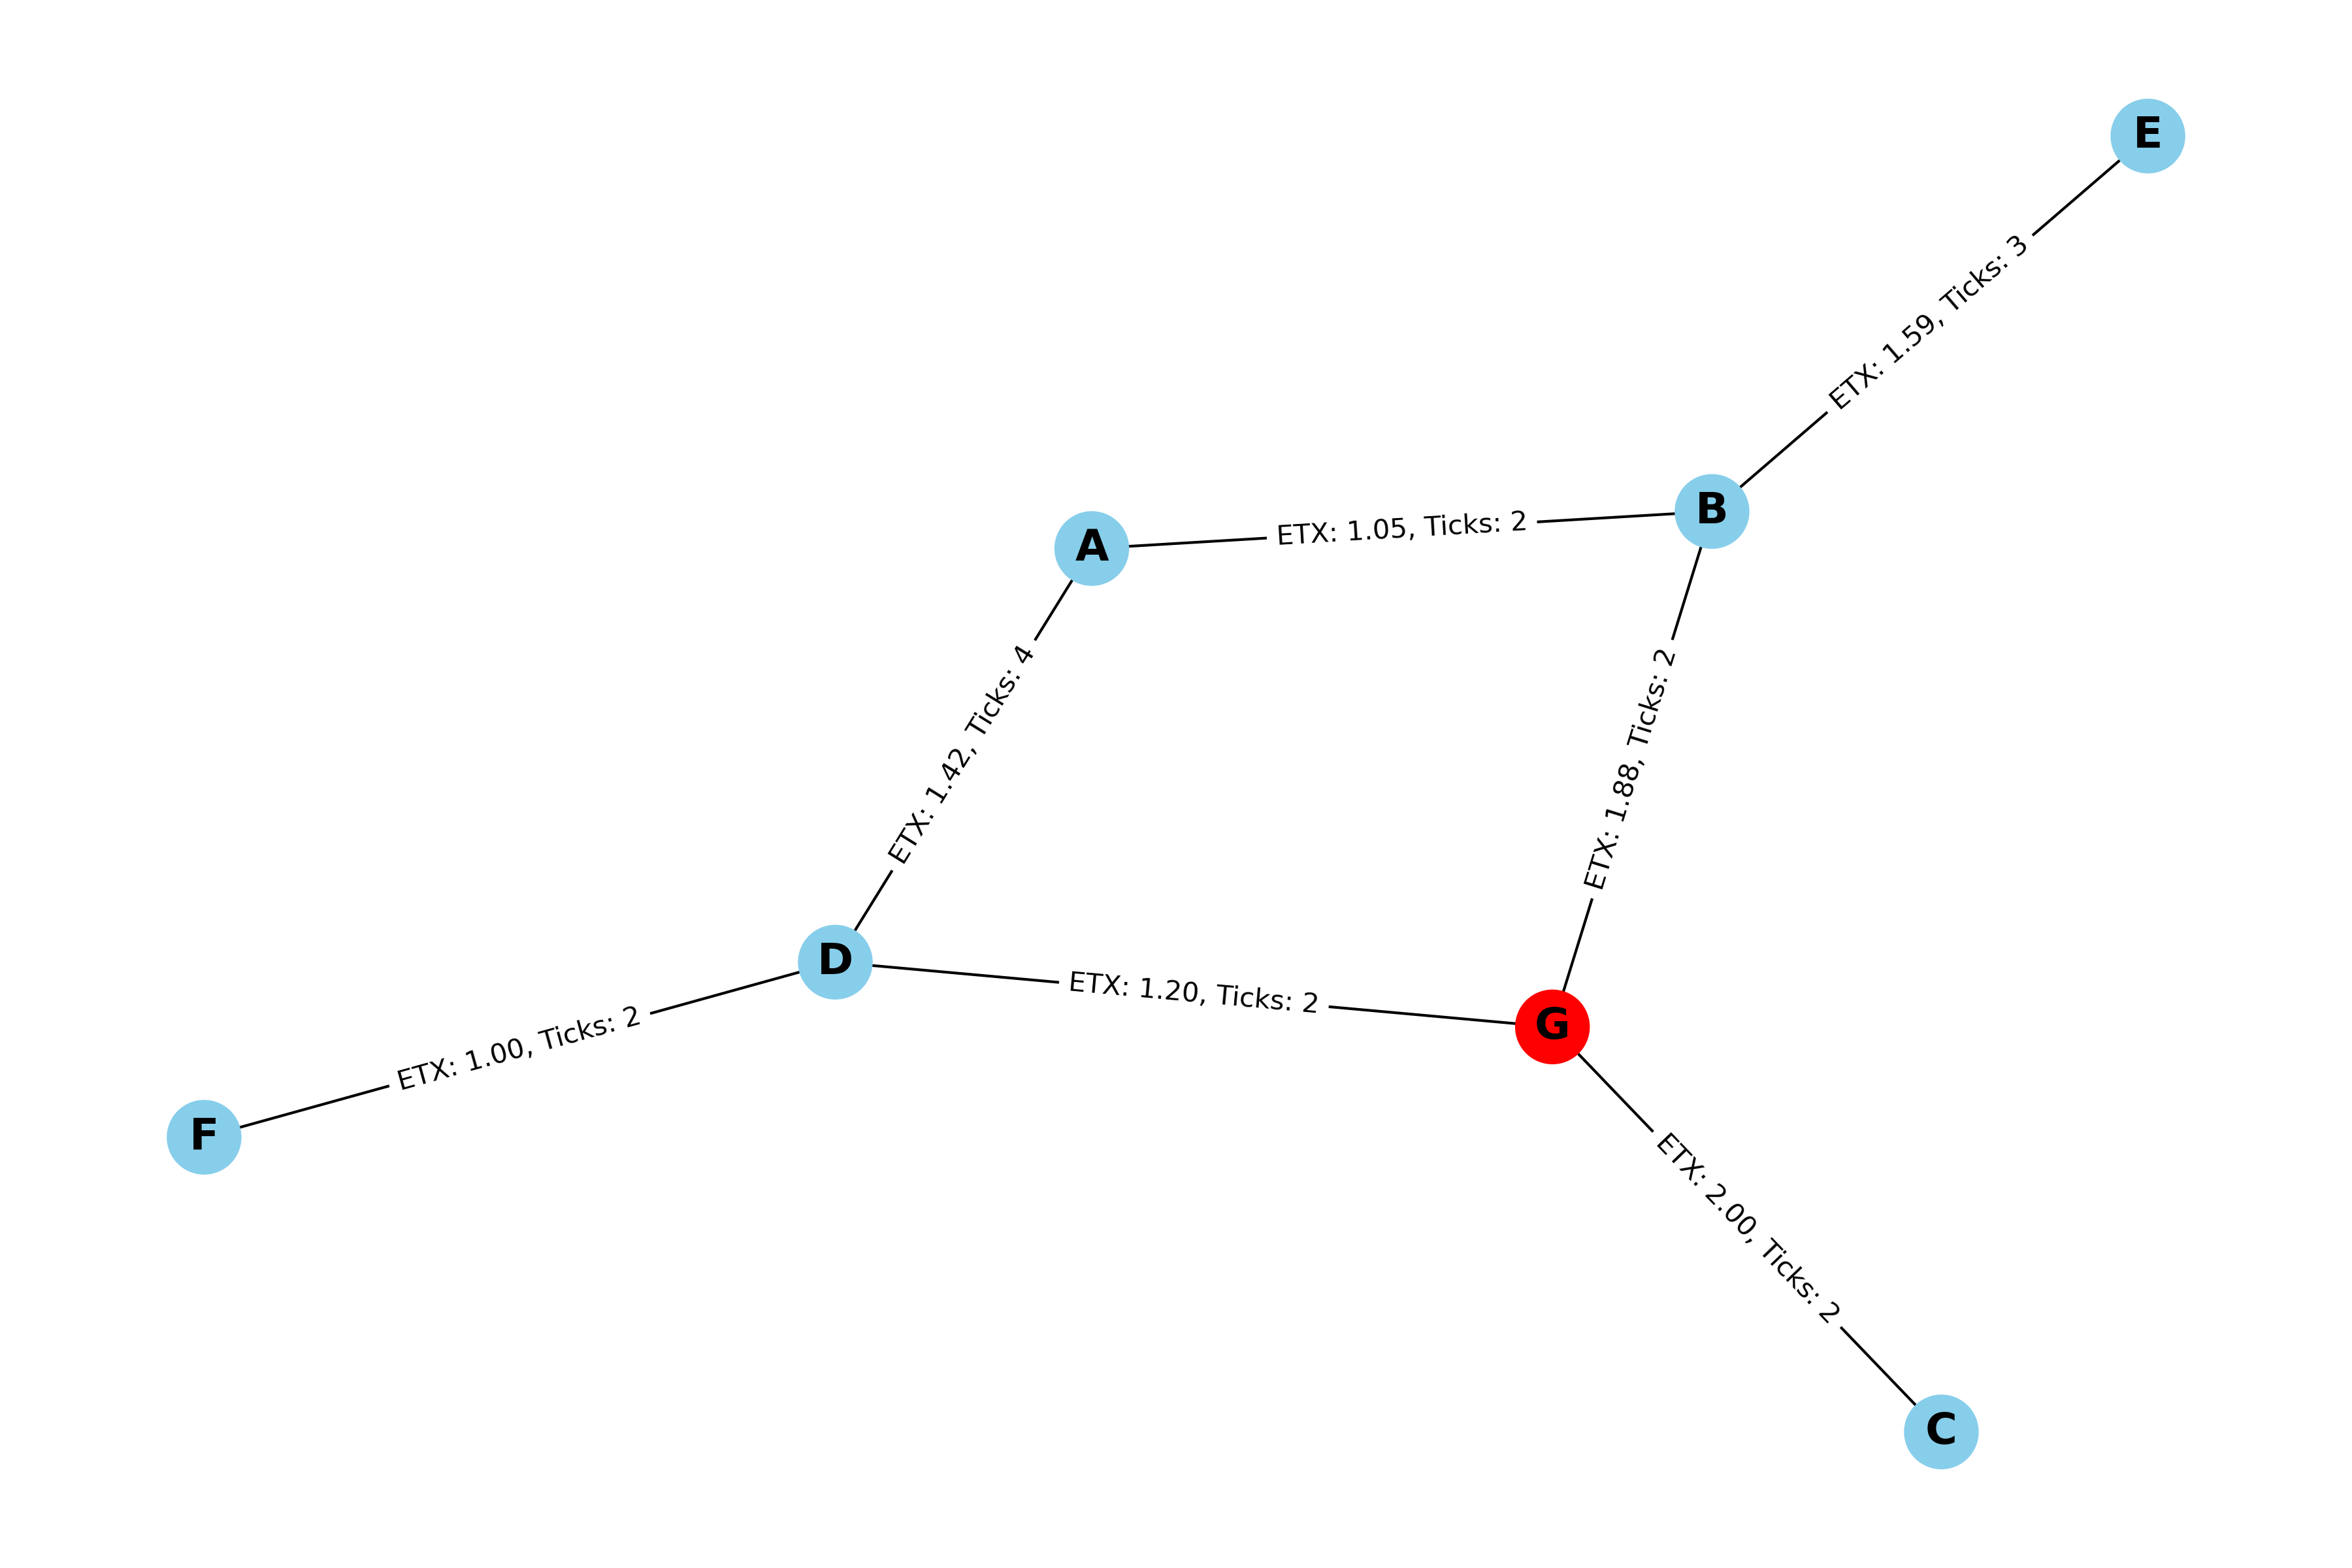 E
ETX: 1.59, Ticks: 3
B
A
ETX: 1.05, Ticks: 2
ETX: 1.42, Ticks: 4
ETX: 1.88, Ticks: 2
D
ETX: 1.20, Ticks: 2
G
ETX: 1.00, Ticks: 2
F
ETX: 2.00, Ticks: 2
C